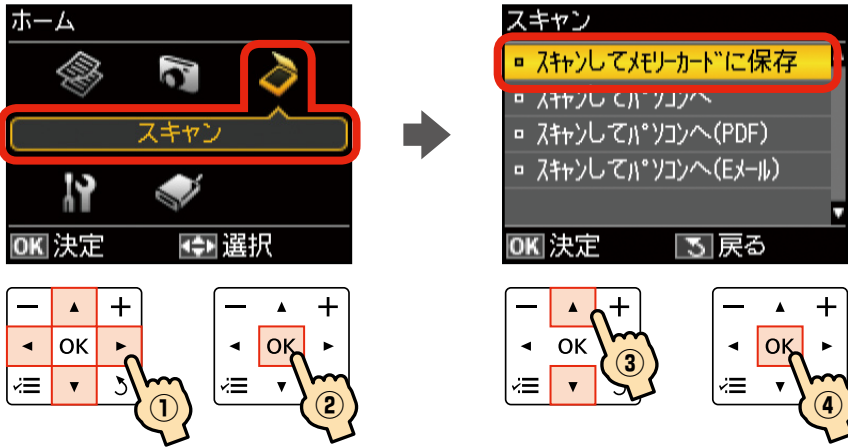 ホーム
スキャン
OK 決定 選択
スキャン
スキャンしてメモリーカードに保存
スキャンしてパソコンへ
スキャンしてパソコンへ(PDF)
スキャンしてパソコンへ(Eメール)
OK 決定 戻る
OK
①
OK
②
OK
③
OK
④